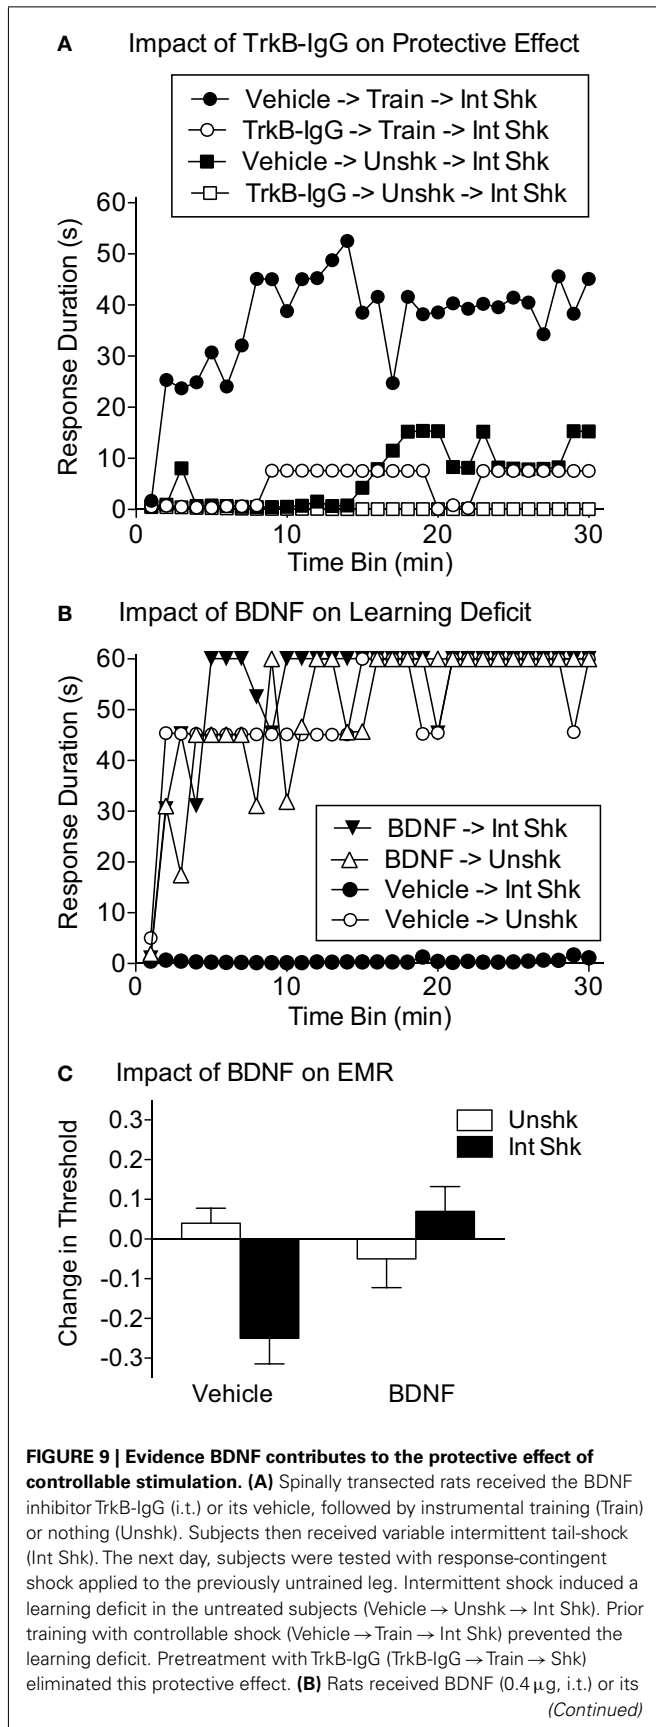 A Impact of TrkB-IgG on Protective Effect
Vehicle -> Train -> Int Shk
TrkB-IgG -> Train -> Int Shk
Vehicle -> Unshk -> Int Shk
TrkB-IgG -> Unshk -> Int Shk
Response Duration (s)
60
50
40
30
20
10
0
0 10 20 30
Time Bin (min)
B Impact of BDNF on Learning Deficit
Response Duration (s)
60
50
40
30
20
10
0
BDNF -> Int Shk
BDNF -> Unshk
Vehicle -> Int Shk
Vehicle -> Unshk
0 10 20 30
Time Bin (min)
C Impact of BDNF on EMR
Change in Threshold
0.3
0.2
0.1
0.0
-0.1
-0.2
-0.3
Unshk
Int Shk
Vehicle BDNF
FIGURE 9 | Evidence BDNF contributes to the protective effect of
controllable stimulation. (A) Spinally transected rats received the BDNF
inhibitor TrkB-IgG (i.t.) or its vehicle, followed by instrumental training (Train)
or nothing (Unshk). Subjects then received variable intermittent tail-shock
(Int Shk). The next day, subjects were tested with response-contingent
shock applied to the previously untrained leg. Intermittent shock induced a
learning deficit in the untreated subjects (Vehicle → Unshk → Int Shk). Prior
training with controllable shock (Vehicle → Train → Int Shk) prevented the
learning deficit. Pretreatment with TrkB-IgG (TrkB-IgG → Train → Shk)
eliminated this protective effect. (B) Rats received BDNF (0.4 μg, i.t.) or its
(Continued)